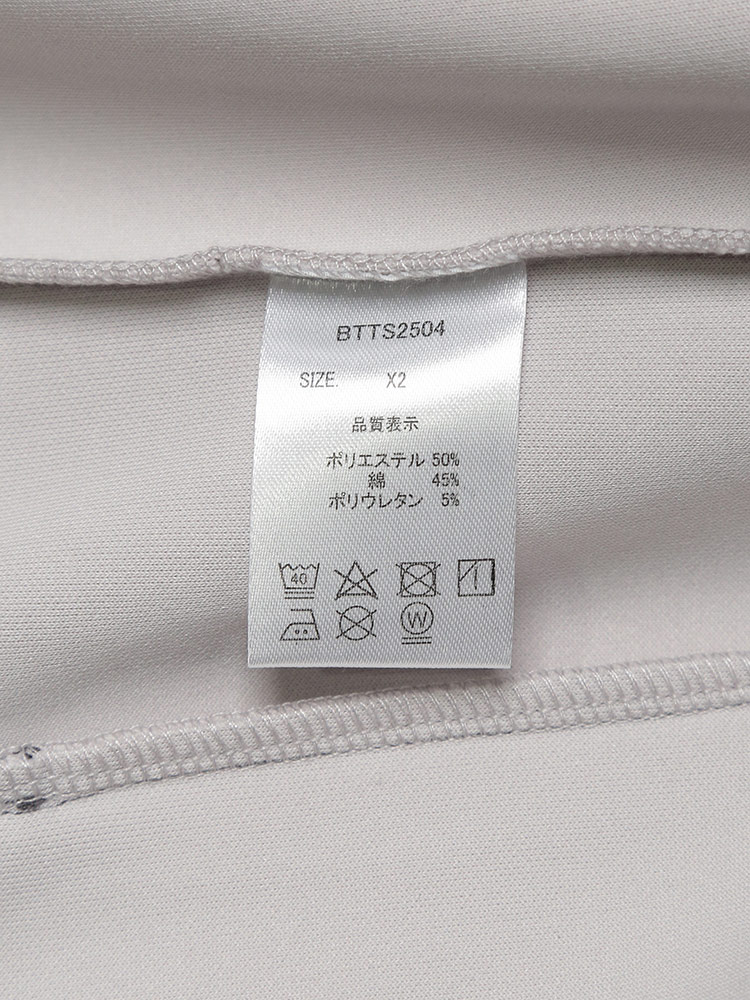 BTTS2504
SIZE. X2
品質表示
ポリエステル 50%
綿 45%
ポリウレタン 5%
40
W